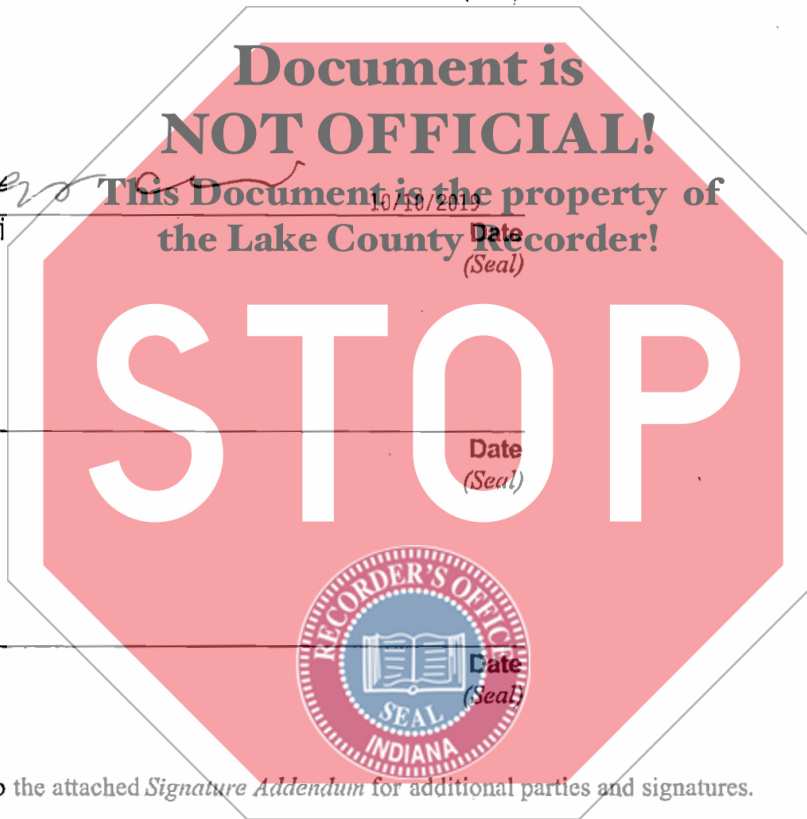 Document is
NOT OFFICIAL!
This Document is the property of
10/10/2019
the Lake County Recorder!
Date
(Seal)
STOP
Date
(Seal)
RECORDER'S OFFICE
Date
(Seal)
SEAL
INDIANA
the attached Signature Addendum for additional parties and signatures.